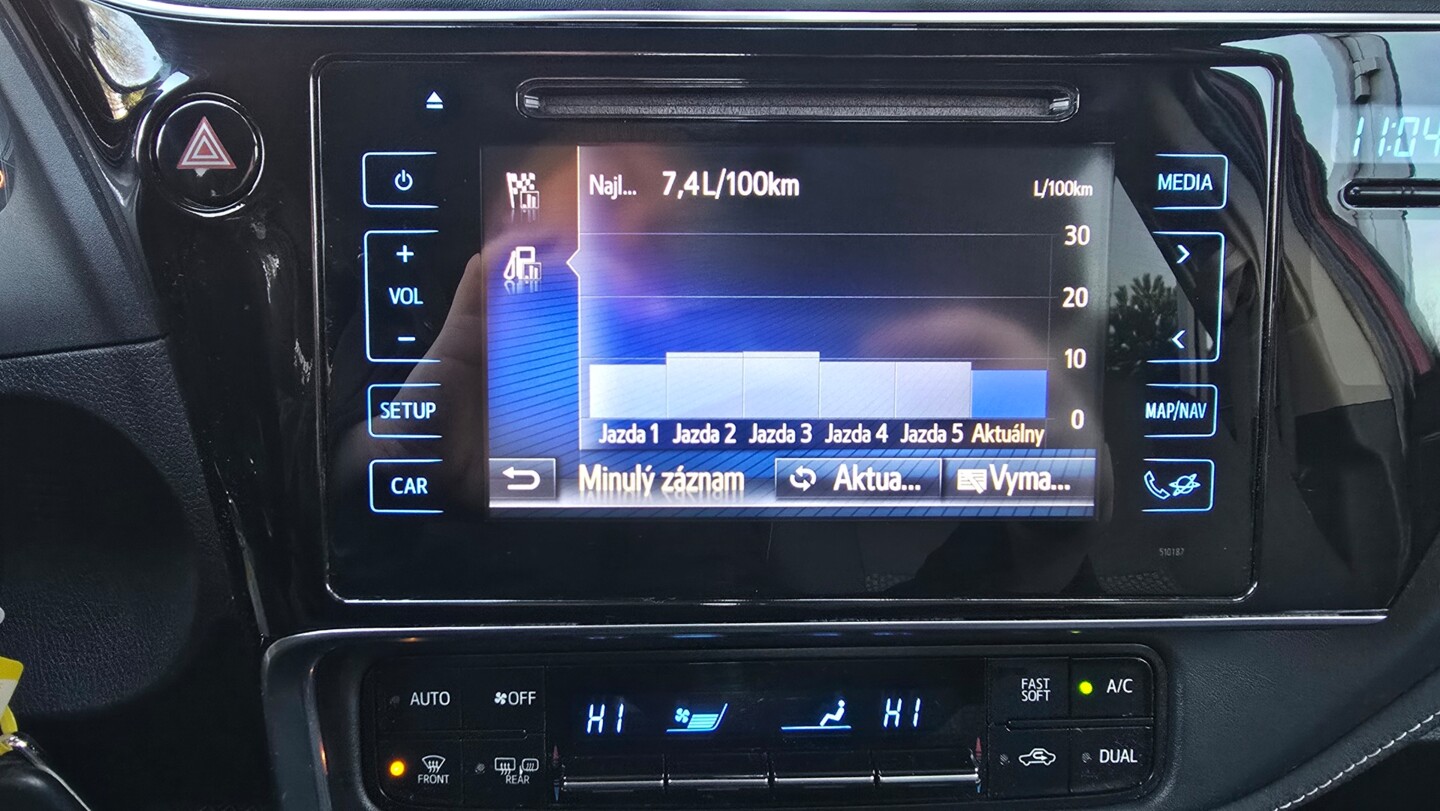 11:04
VOL
SETUP
CAR
Najl... 7,4L/100km L/100km
30
20
10
0
Jazda 1 Jazda 2 Jazda 3 Jazda 4 Jazda 5 Aktuálny
Minulý záznam Aktua... Vyma...
MEDIA
MAP/NAV
510187
AUTO OFF
FRONT REAR
HI HI
FAST SOFT A/C
DUAL